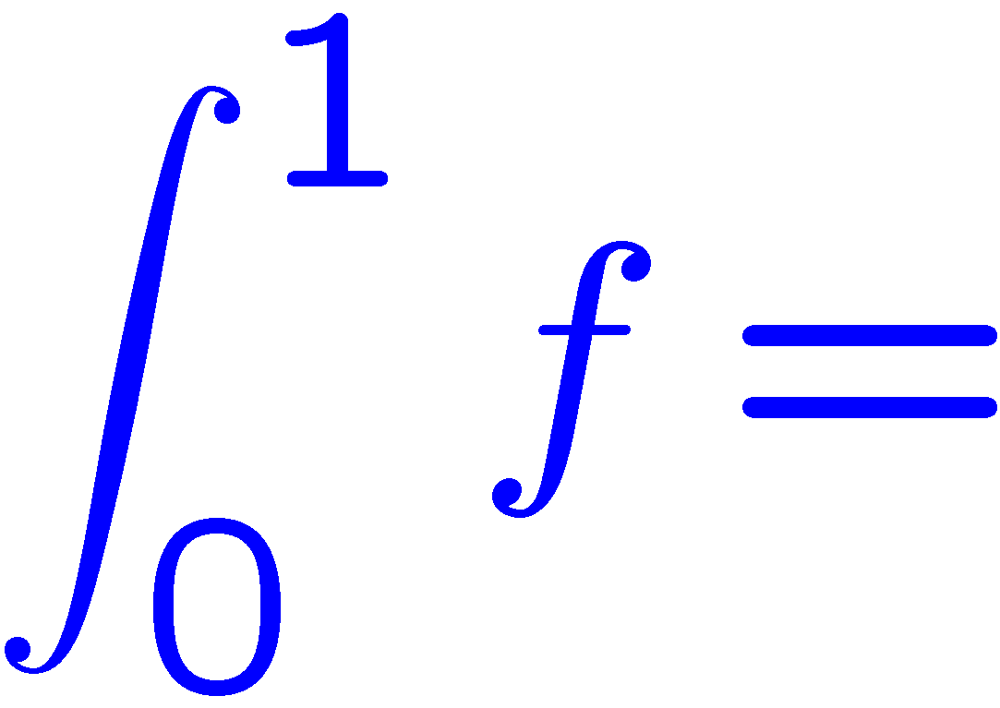 ∫₀¹ f =